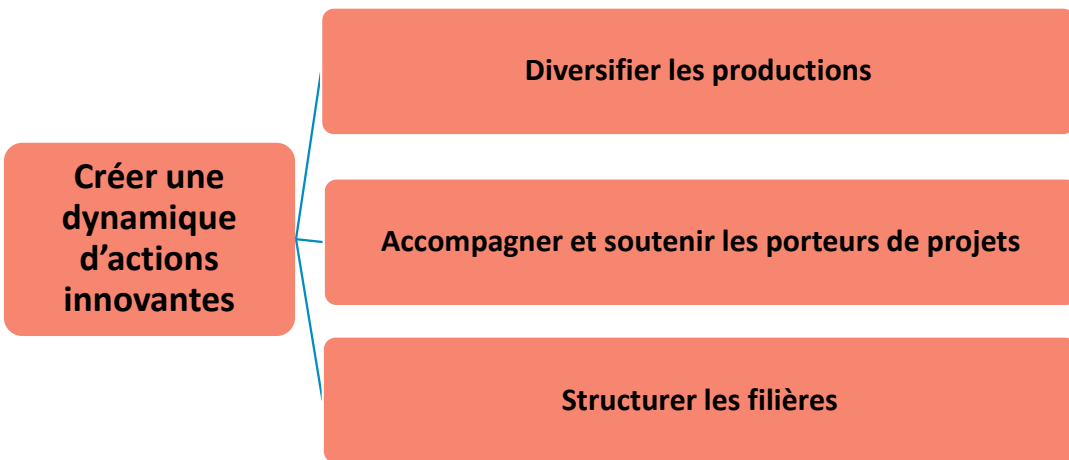 Diversifier les productions
Créer une
dynamique
d’actions
innovantes
Accompagner et soutenir les porteurs de projets
Structurer les filières